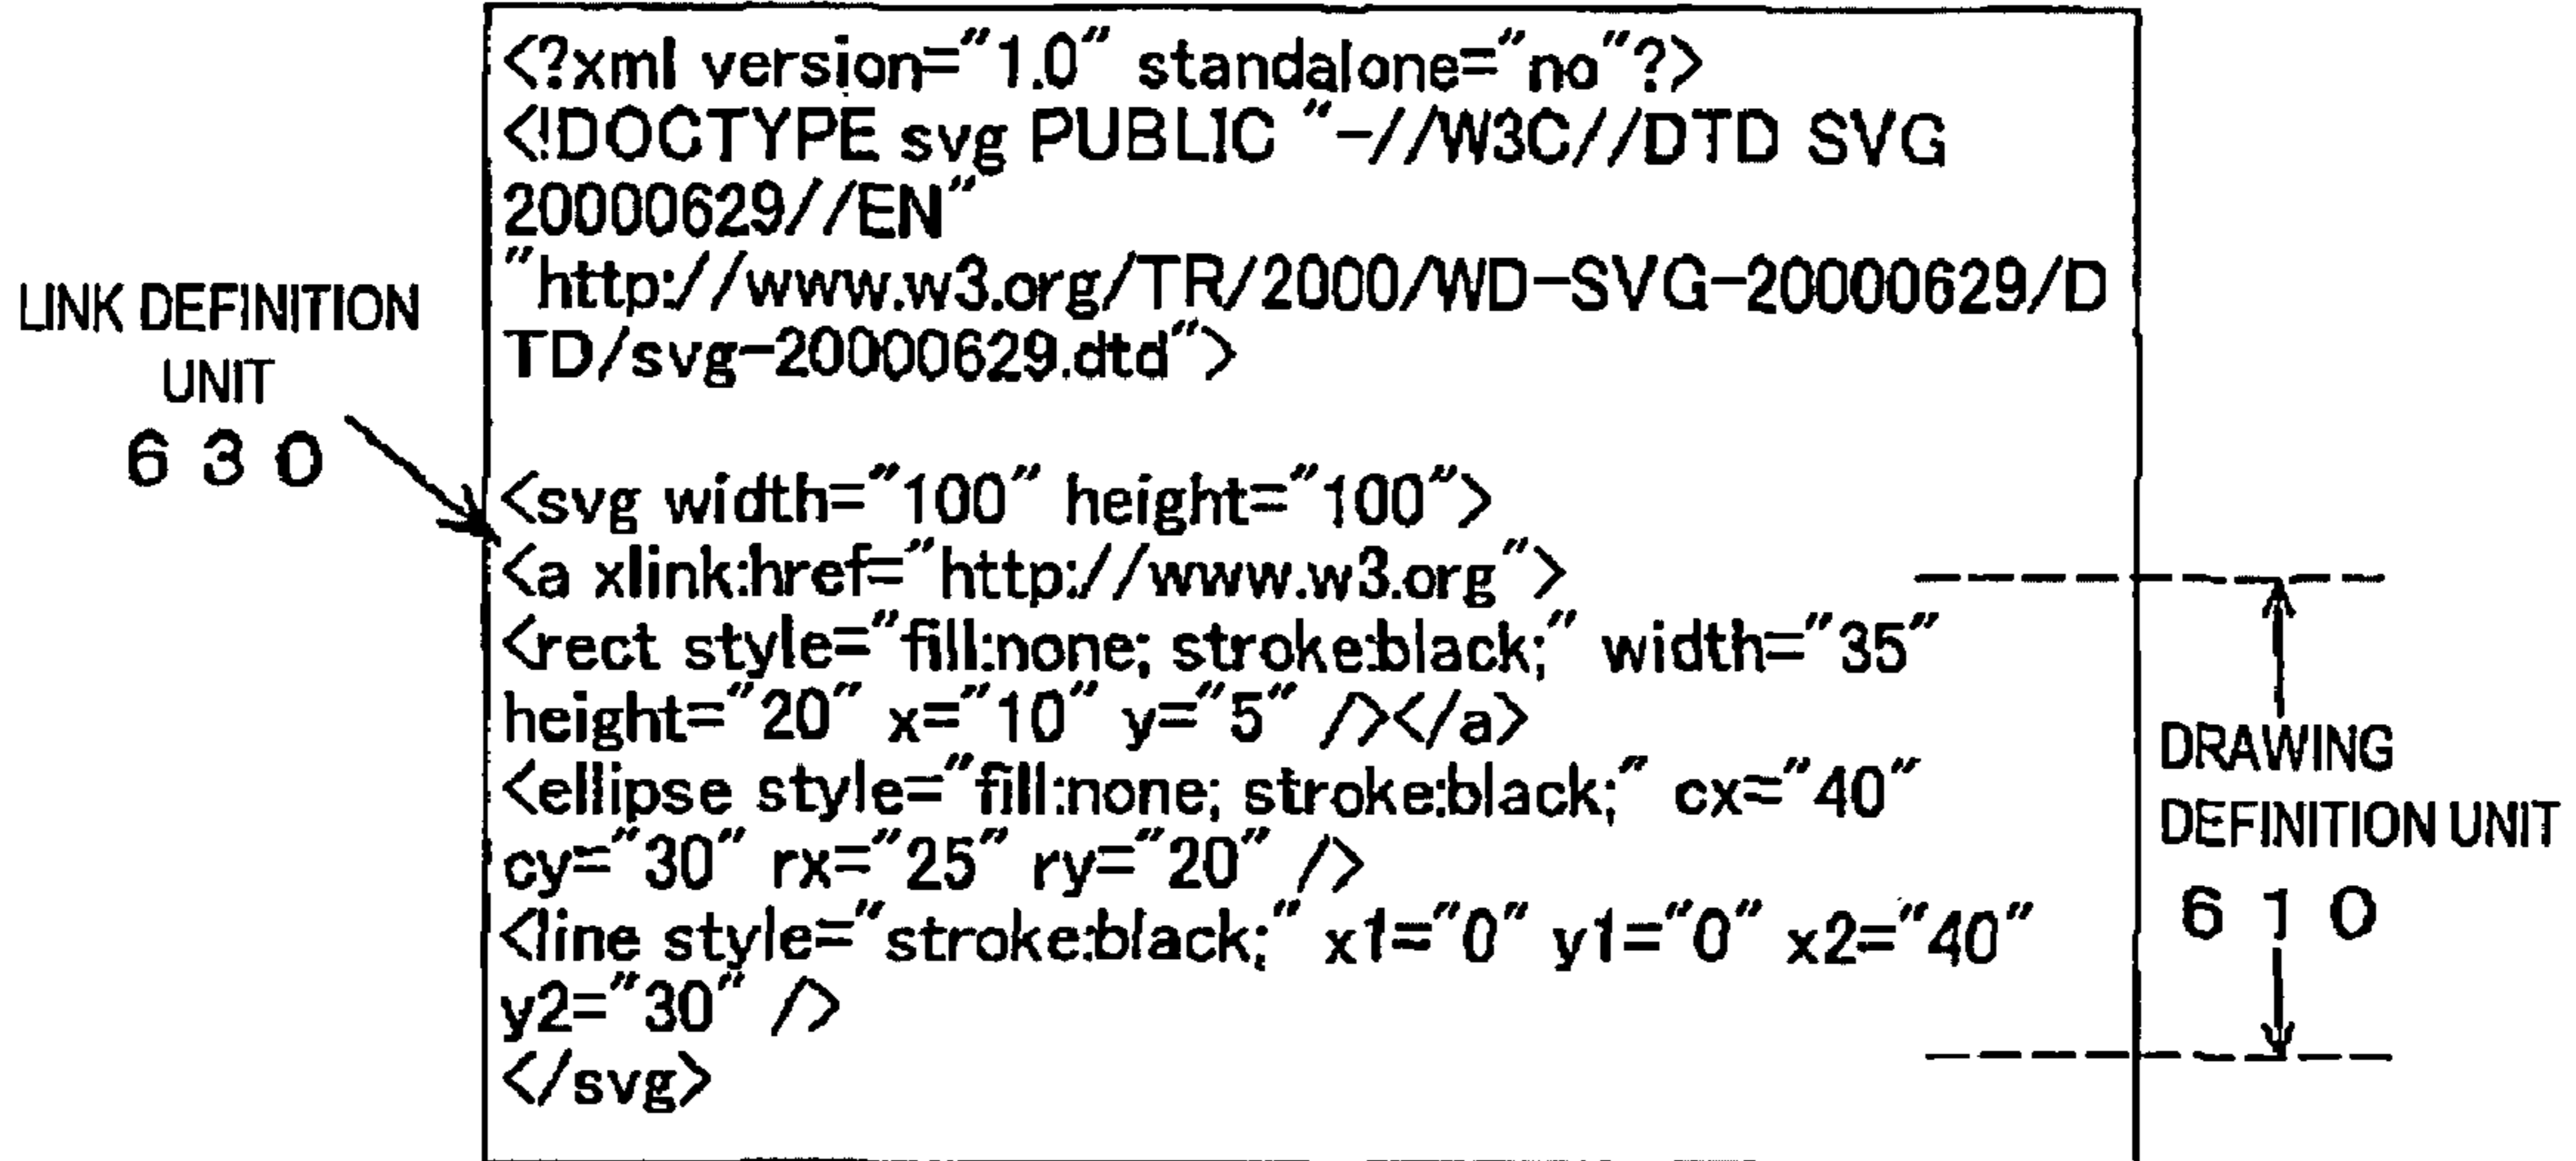 <?xml version="1.0" standalone="no"?>
<!DOCTYPE svg PUBLIC "-//W3C//DTD SVG
20000629//EN"
"http://www.w3.org/TR/2000/WD-SVG-20000629/D
TD/svg-20000629.dtd">
LINK DEFINITION
UNIT
630
<svg width="100" height="100">
<a xlink:href="http://www.w3.org">
<rect style="fill:none; stroke:black;" width="35"
height="20" x="10" y="5" /></a>
<ellipse style="fill:none; stroke:black;" cx="40"
cy="30" rx="25" ry="20" />
<line style="stroke:black;" x1="0" y1="0" x2="40"
y2="30" />
</svg>
DRAWING
DEFINITION UNIT
610